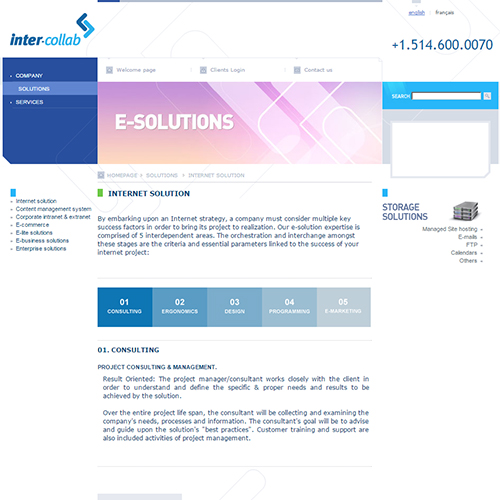 english | français
inter-collab
+1.514.600.0070
Welcome page
Clients Login
Contact us
COMPANY
SOLUTIONS
SERVICES
E-SOLUTIONS
SEARCH
HOMEPAGE > SOLUTIONS > INTERNET SOLUTION
Internet solution
Content management system
Corporate intranet & extranet
E-commerce
E-lite solutions
E-business solutions
Enterprise solutions
INTERNET SOLUTION
By embarking upon an Internet strategy, a company must consider multiple key
success factors in order to bring its project to realization. Our e-solution expertise is
comprised of 5 interdependent areas. The orchestration and interchange amongst
these stages are the criteria and essential parameters linked to the success of your
internet project:
01 02 03 04 05
CONSULTING ERGONOMICS DESIGN PROGRAMMING E-MARKETING
01. CONSULTING
PROJECT CONSULTING & MANAGEMENT.
Result Oriented: The project manager/consultant works closely with the client in
order to understand and define the specific & proper needs and results to be
achieved by the solution.
Over the entire project life span, the consultant will be collecting and examining the
company's needs, processes and information. The consultant's goal will be to advise
and guide upon the solution's "best practices". Customer training and support are
also included activities of project management.
STORAGE
SOLUTIONS
Managed Site hosting
E-mails
FTP
Calendars
Others